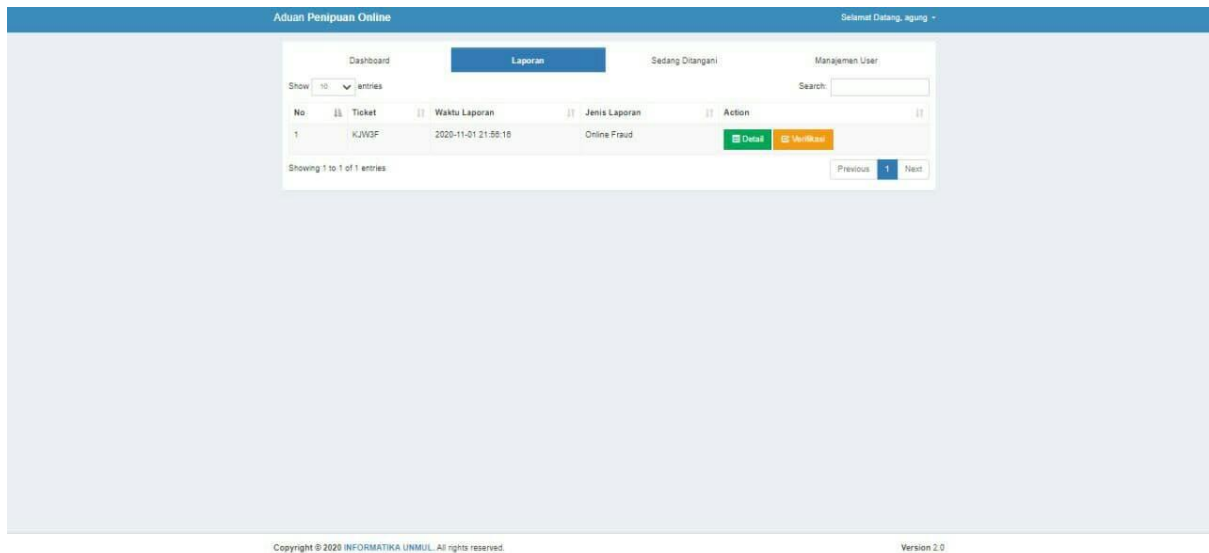 Aduan Penipuan Online Selamat Datang, agung
Dashboard Laporan Sedang Ditangani Manajemen User
Show 10 entries Search:
No Ticket Waktu Laporan Jenis Laporan Action
1 KJW3F 2020-11-01 21:56:16 Online Fraud Detail Verifikasi
Showing 1 to 1 of 1 entries Previous 1 Next
Copyright © 2020 INFORMATIKA UNMUL. All rights reserved. Version 2.0